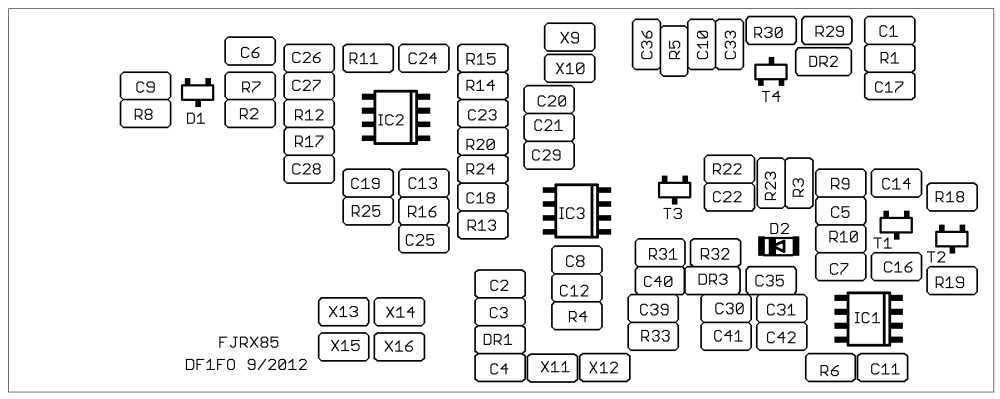 C36
R5
C10
C33
R30
R29
C1
X9
C6
C26
R11
C24
R15
X10
DR2
R1
C9
D1
R7
C27
R14
T4
C17
C20
R8
R2
R12
IC2
C23
C21
R17
R20
C29
C28
R24
R22
R23
R3
C19
C13
R9
C14
T3
C22
R18
C18
R25
R16
IC3
C5
R13
D2
T1
C25
R10
T2
R31
R32
C8
C7
C16
C40
DR3
C35
R19
C2
C12
X13
X14
C3
R4
C39
C30
C31
IC1
FJRX85
X15
X16
DR1
R33
C41
C42
DF1FO 9/2012
C4
X11
X12
R6
C11